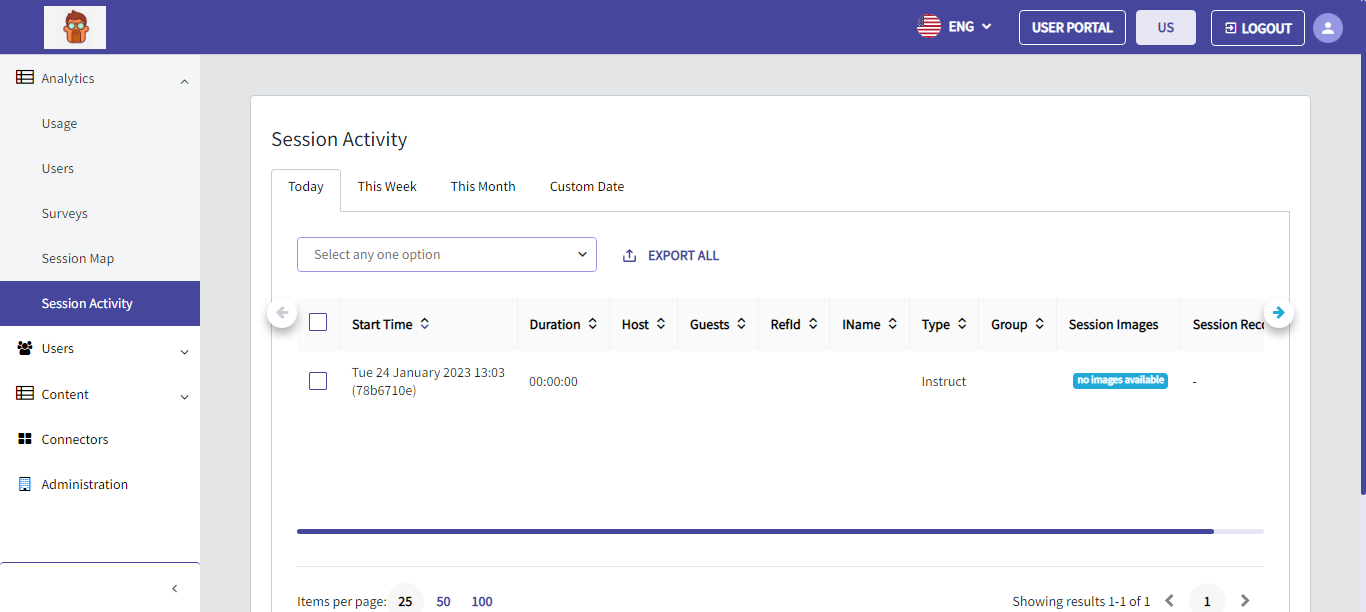 ENG
USER PORTAL
US
LOGOUT
Analytics
Usage
Users
Surveys
Session Map
Session Activity
Users
Content
Connectors
Administration
Session Activity
Today
This Week
This Month
Custom Date
Select any one option
EXPORT ALL
Start Time
Duration
Host
Guests
RefId
IName
Type
Group
Session Images
Session Reco
Tue 24 January 2023 13:03
(78b6710e)
00:00:00
Instruct
no images available
-
Items per page: 25 50 100
Showing results 1-1 of 1
1